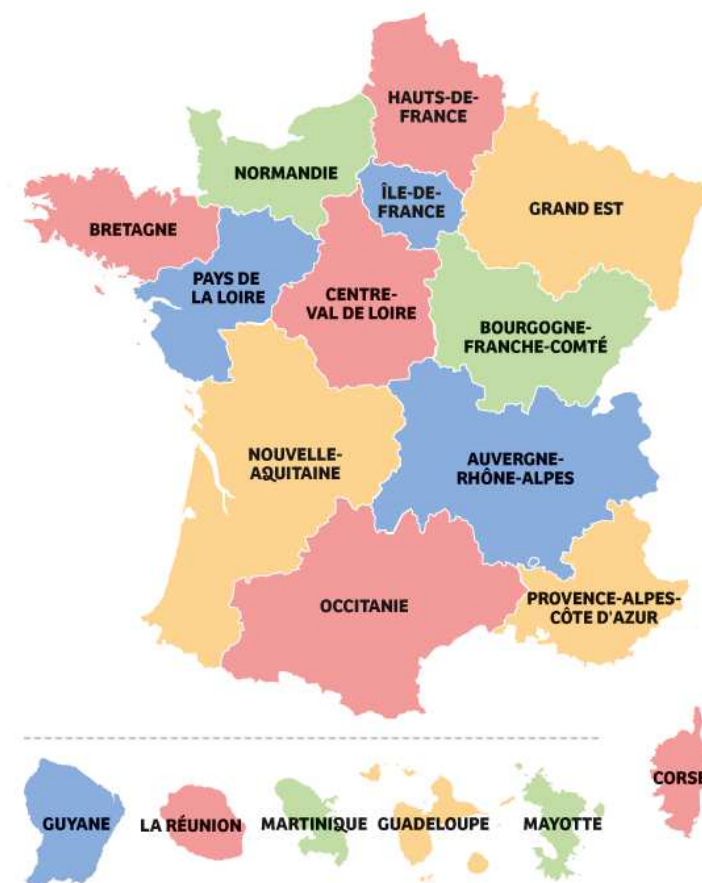 HAUTS-DE-
FRANCE
NORMANDIE
ÎLE-DE-
FRANCE
GRAND EST
BRETAGNE
PAYS DE
LA LOIRE
CENTRE-
VAL DE LOIRE
BOURGOGNE-
FRANCHE-COMTÉ
NOUVELLE-
AQUITAINE
AUVERGNE-
RHÔNE-ALPES
OCCITANIE
PROVENCE-ALPES-
CÔTE D'AZUR
CORSE
GUYANE
LA RÉUNION
MARTINIQUE
GUADELOUPE
MAYOTTE